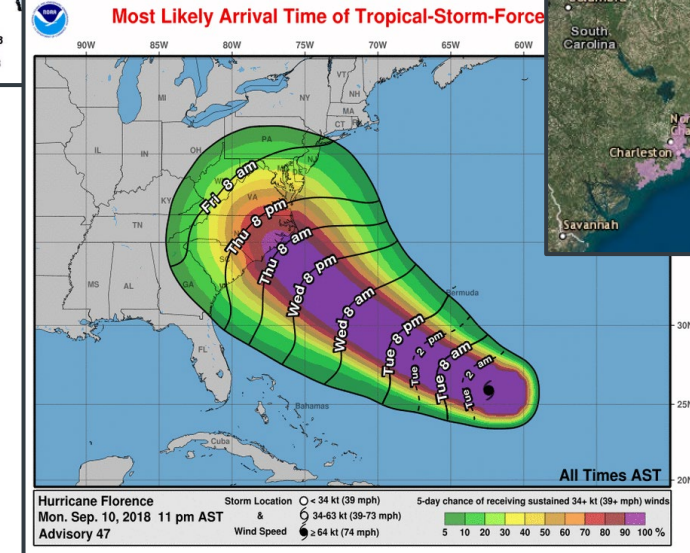 NOAA
Most Likely Arrival Time of Tropical-Storm-Force
90W 85W 80W 75W 70W 65W 60W
VT
NH
MI
NY
MA
CT
PA
NJ
OH
IL
IN
Fri 8 am
KY
VA
Thu 8 pm
TN
Thu 8 am
MS
AL
GA
Wed 8 pm
Wed 8 am
Bermuda
Tue 8 pm
Tue 2 pm
Tue 8 am
Tue 2 am
FL
Bahamas
Cuba
30N
25N
20N
All Times AST
South
Carolina
Charleston
Savannah
Hurricane Florence
Mon. Sep. 10, 2018 11 pm AST
Advisory 47
Storm Location
&
Wind Speed
< 34 kt (39 mph)
34-63 kt (39-73 mph)
≥ 64 kt (74 mph)
5-day chance of receiving sustained 34+ kt (39+ mph) winds
5 10 20 30 40 50 60 70 80 90 100 %